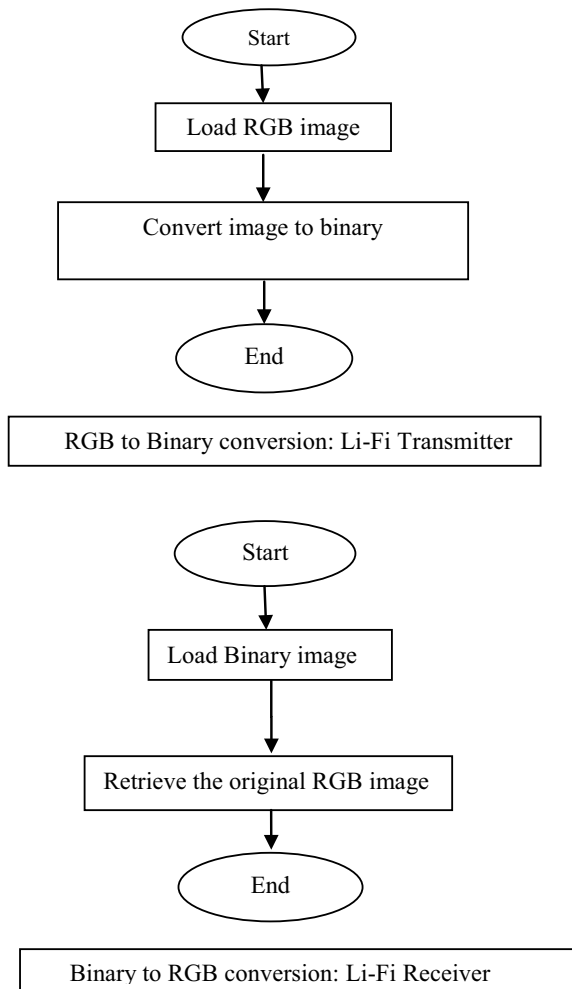 Start
Load RGB image
Convert image to binary
End
RGB to Binary conversion: Li-Fi Transmitter
Start
Load Binary image
Retrieve the original RGB image
End
Binary to RGB conversion: Li-Fi Receiver